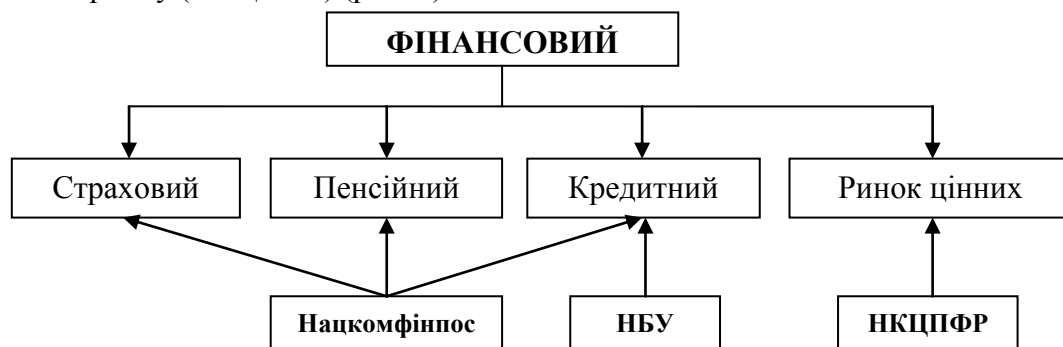 ФІНАНСОВИЙ
Страховий
Пенсійний
Кредитний
Ринок цінних
Нацкомфінпос
НБУ
НКЦПФР